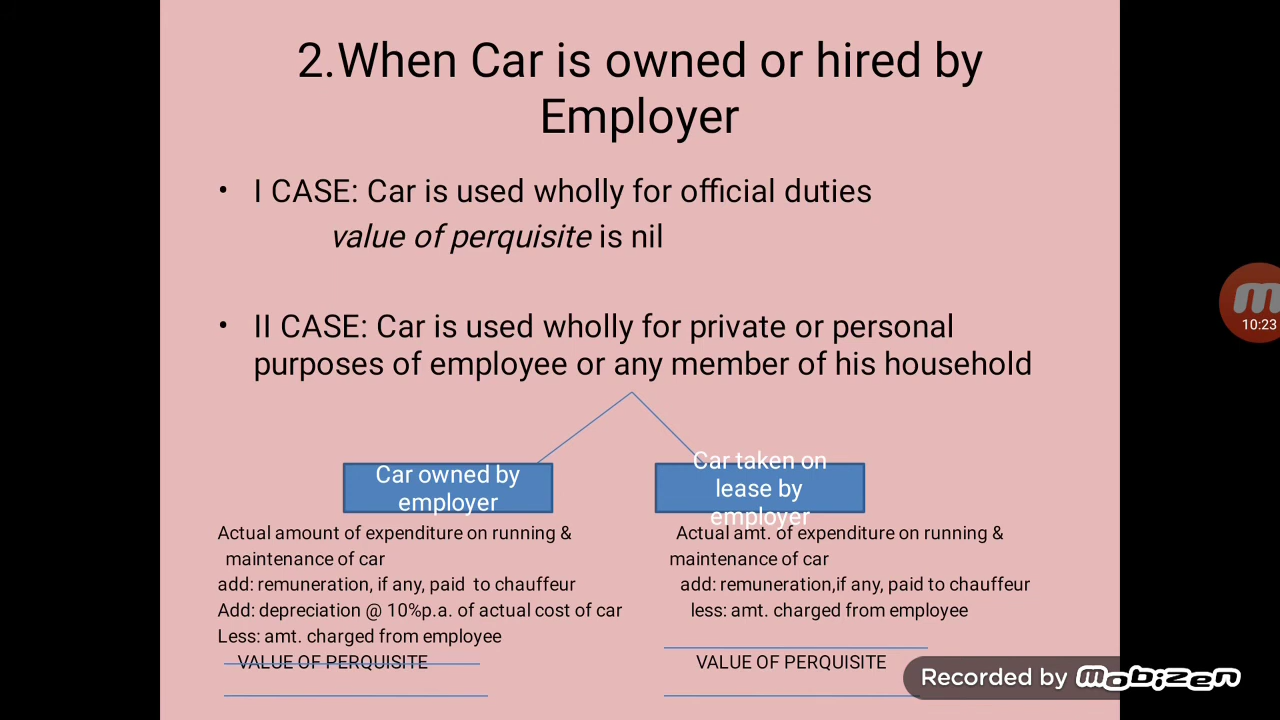 2.When Car is owned or hired by
Employer
• I CASE: Car is used wholly for official duties
value of perquisite is nil
• II CASE: Car is used wholly for private or personal
purposes of employee or any member of his household
Car owned by
employer
Actual amount of expenditure on running &
maintenance of car
add: remuneration, if any, paid to chauffeur
Add: depreciation @ 10%p.a. of actual cost of car
Less: amt. charged from employee
VALUE OF PERQUISITE
Car taken on
lease by
employer
Actual amt. of expenditure on running &
maintenance of car
add: remuneration,if any, paid to chauffeur
less: amt. charged from employee
VALUE OF PERQUISITE
10:23
Recorded by mobizen